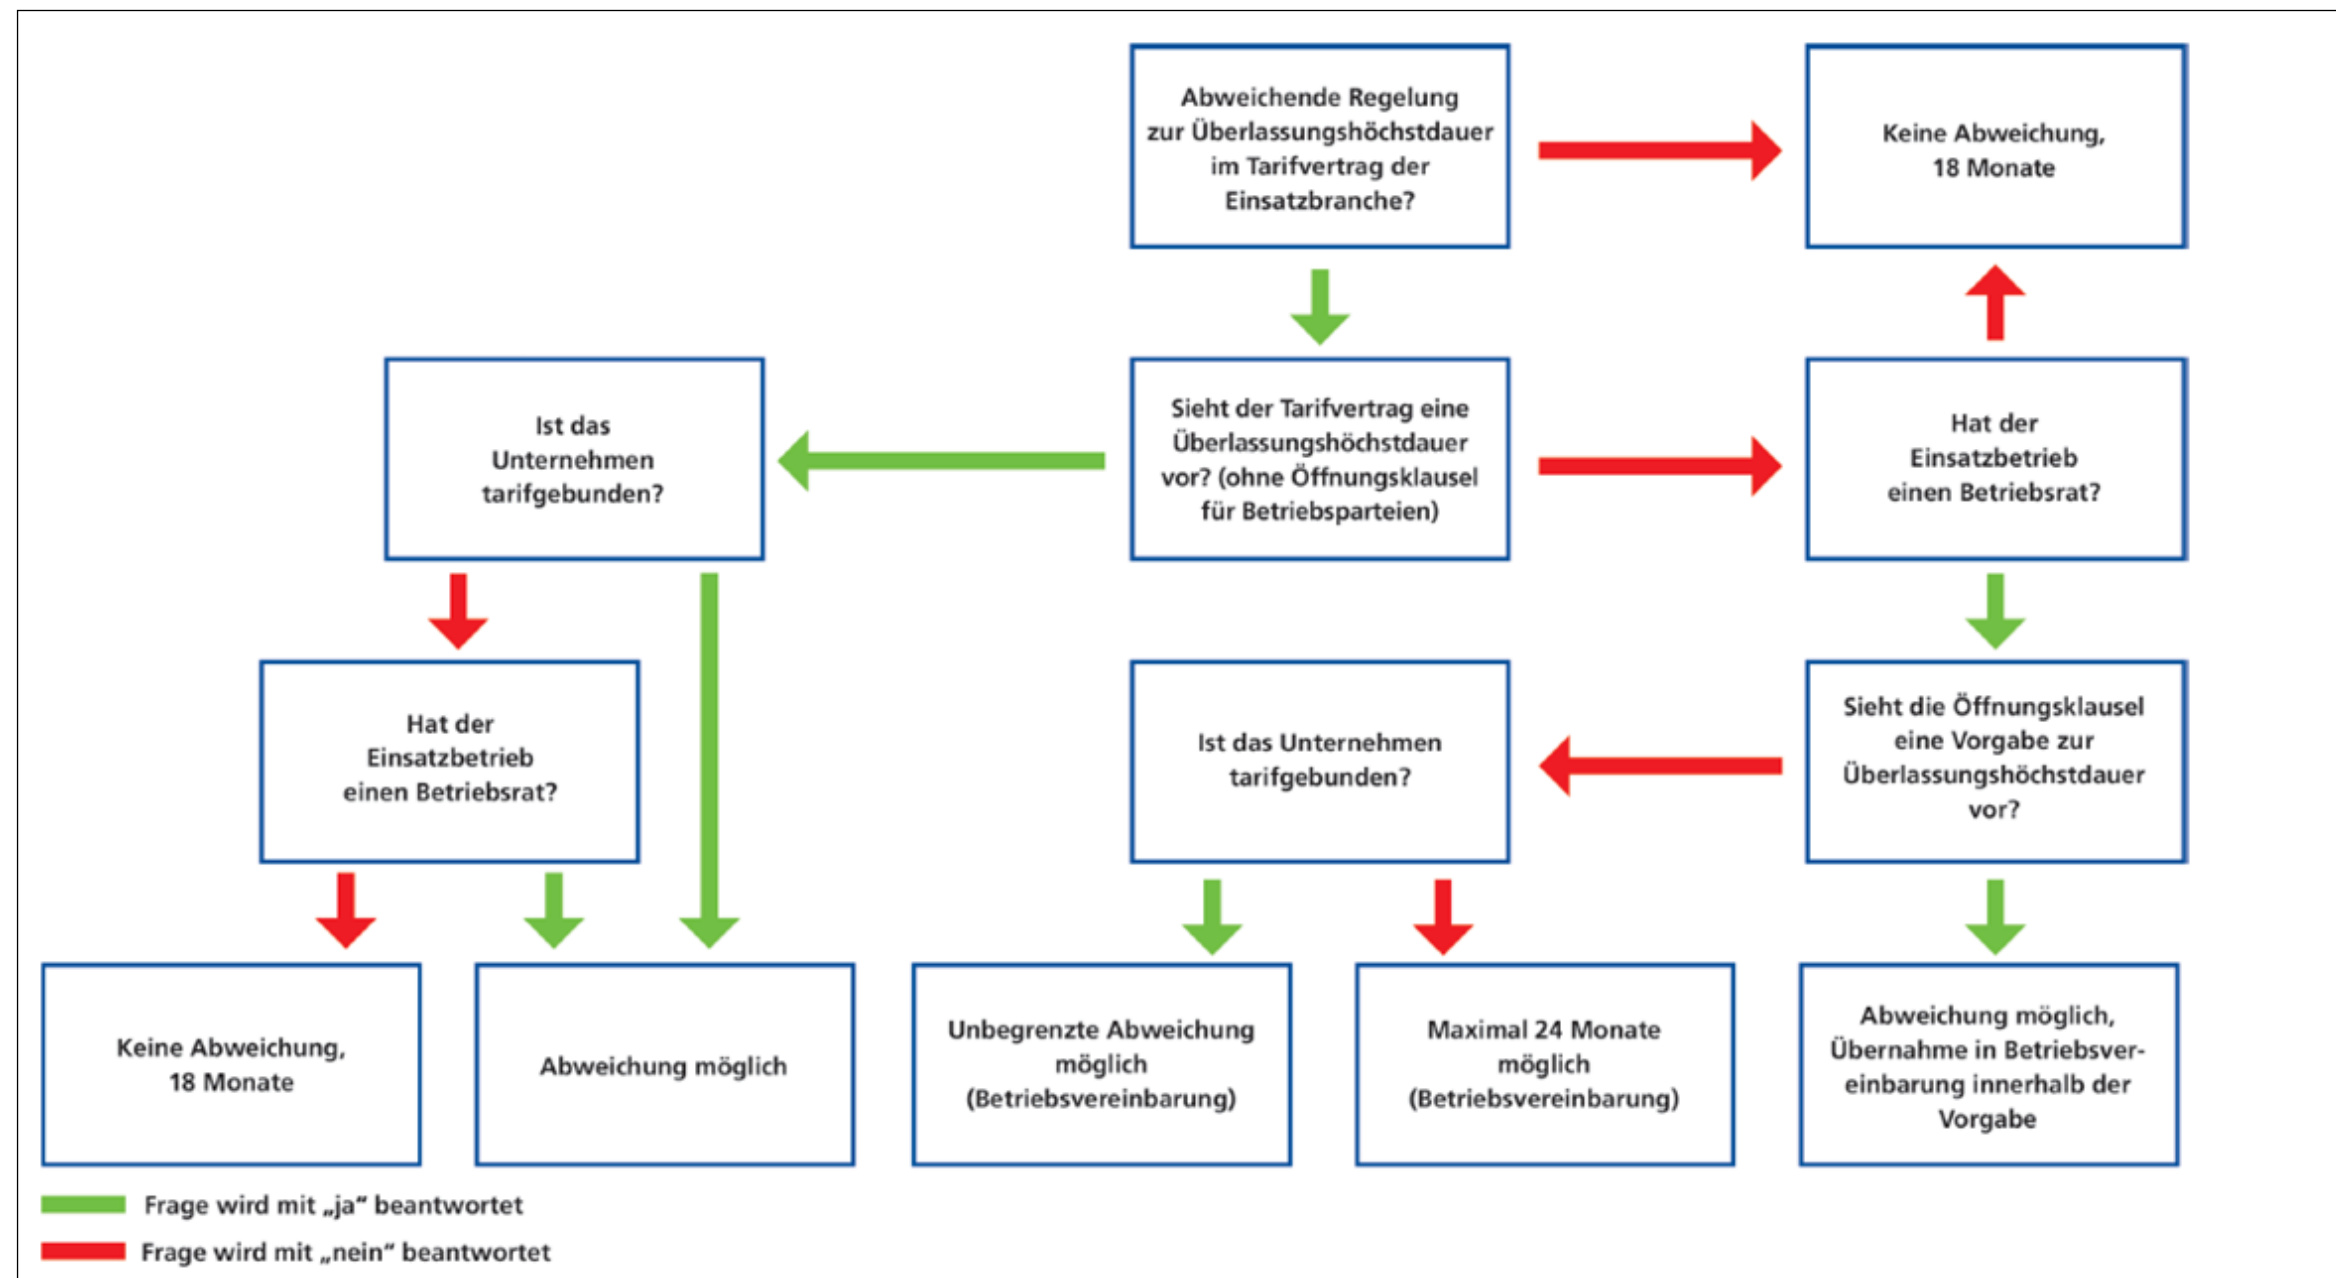 Abweichende Regelung
zur Überlassungshöchstdauer
im Tarifvertrag der
Einsatzbranche?
Keine Abweichung,
18 Monate
Ist das
Unternehmen
tarifgebunden?
Sieht der Tarifvertrag eine
Überlassungshöchstdauer
vor? (ohne Öffnungsklausel
für Betriebsparteien)
Hat der
Einsatzbetrieb
einen Betriebsrat?
Hat der
Einsatzbetrieb
einen Betriebsrat?
Ist das Unternehmen
tarifgebunden?
Sieht die Öffnungsklausel
eine Vorgabe zur
Überlassungshöchstdauer
vor?
Keine Abweichung,
18 Monate
Abweichung möglich
Unbegrenzte Abweichung
möglich
(Betriebsvereinbarung)
Maximal 24 Monate
möglich
(Betriebsvereinbarung)
Abweichung möglich,
Übernahme in Betriebsver-
einbarung innerhalb der
Vorgabe
Frage wird mit „ja“ beantwortet
Frage wird mit „nein“ beantwortet